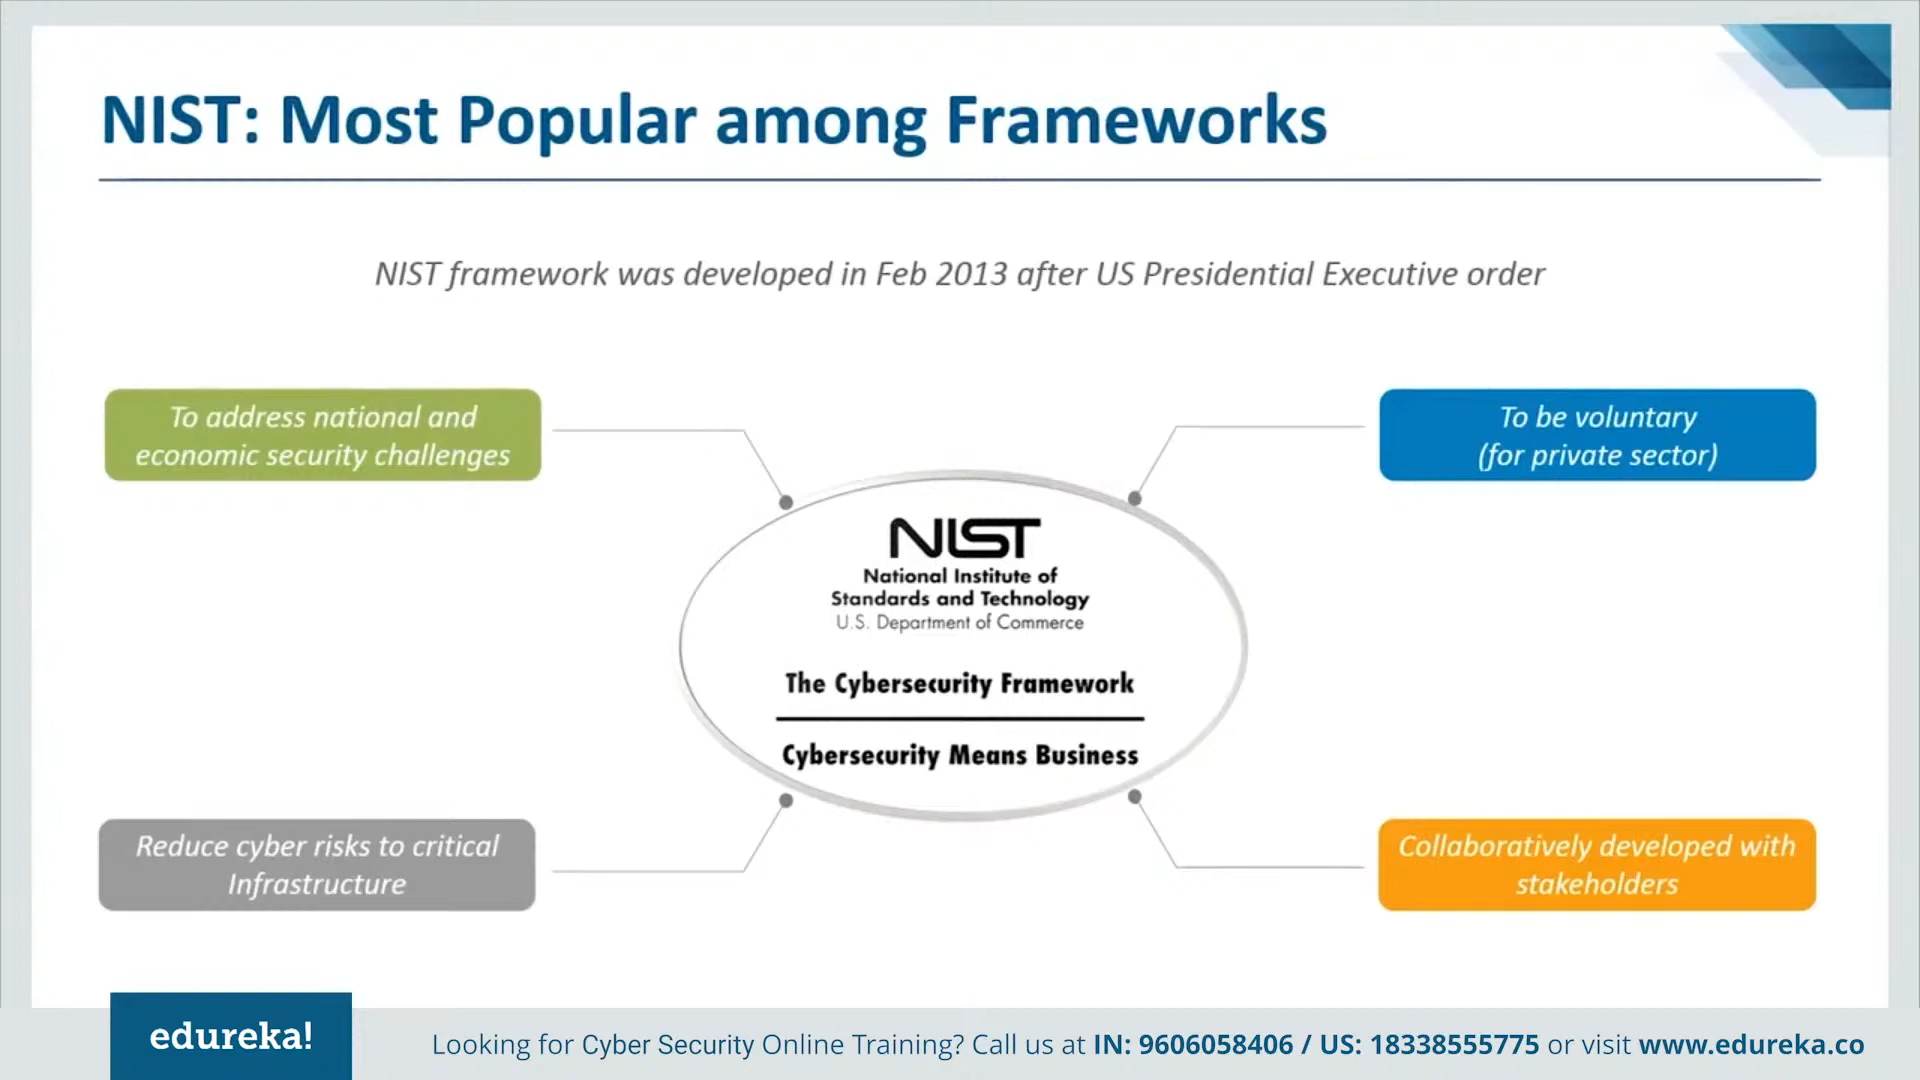 NIST: Most Popular among Frameworks
NIST framework was developed in Feb 2013 after US Presidential Executive order
To address national and
economic security challenges
To be voluntary
(for private sector)
NIST
National Institute of
Standards and Technology
U.S. Department of Commerce
The Cybersecurity Framework
Cybersecurity Means Business
Reduce cyber risks to critical
Infrastructure
Collaboratively developed with
stakeholders
edureka!
Looking for Cyber Security Online Training? Call us at IN: 9606058406 / US: 18338555775 or visit www.edureka.co